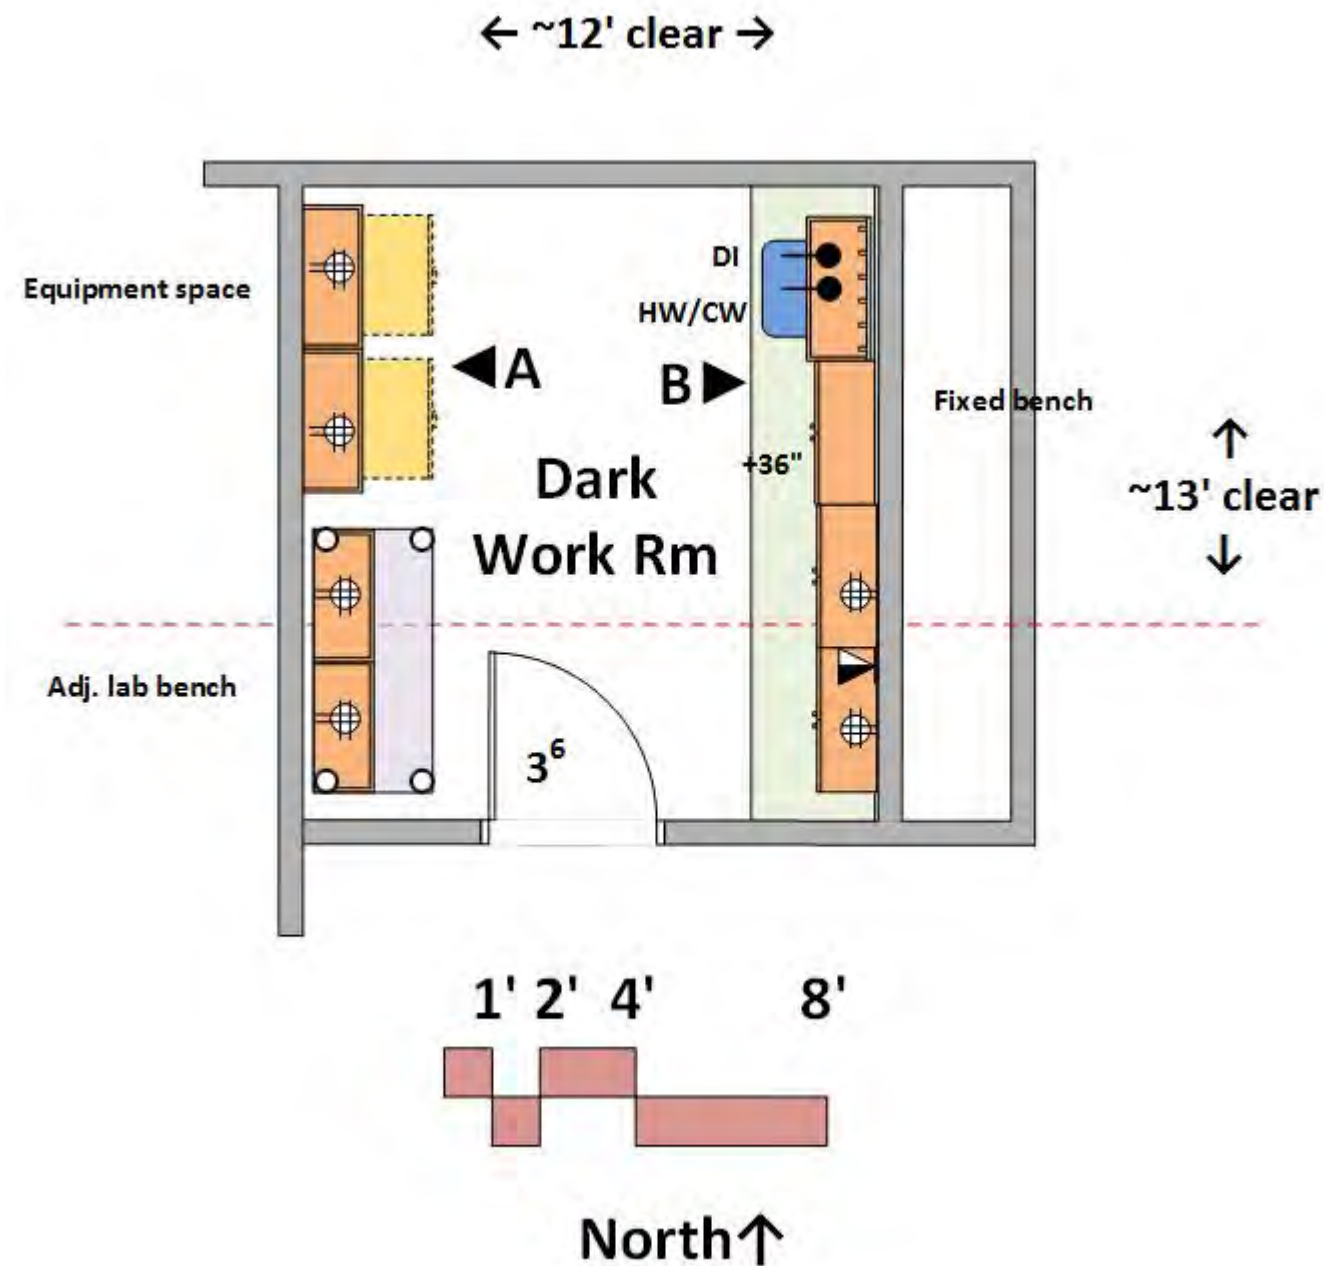 ← ~12' clear →
Equipment space
DI
HW/CW
A
B
Fixed bench
+36"
↑
~13' clear
↓
Dark
Work Rm
Adj. lab bench
3⁶
1' 2' 4' 8'
North↑